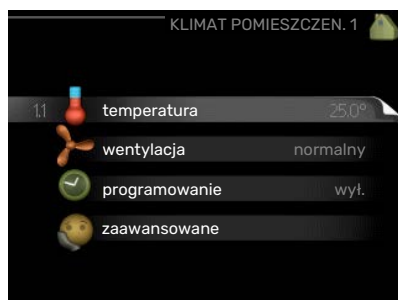 KLIMAT POMIESZCZEN. 1
1.1 temperatura 25.0°
wentylacja normalny
programowanie wył.
zaawansowane